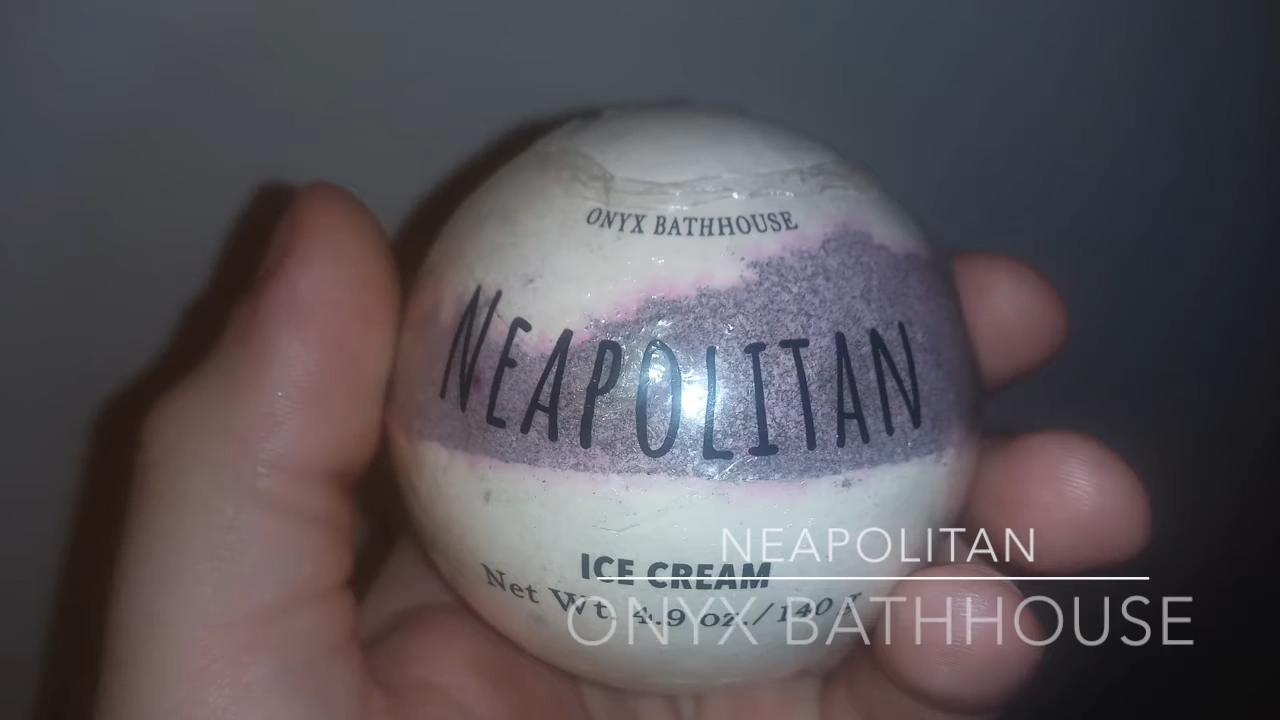 ONYX BATHHOUSE
NEAPOLITAN
ICE CREAM
Net Wt. 4.9 oz./140 g
NEAPOLITAN
ONYX BATHHOUSE